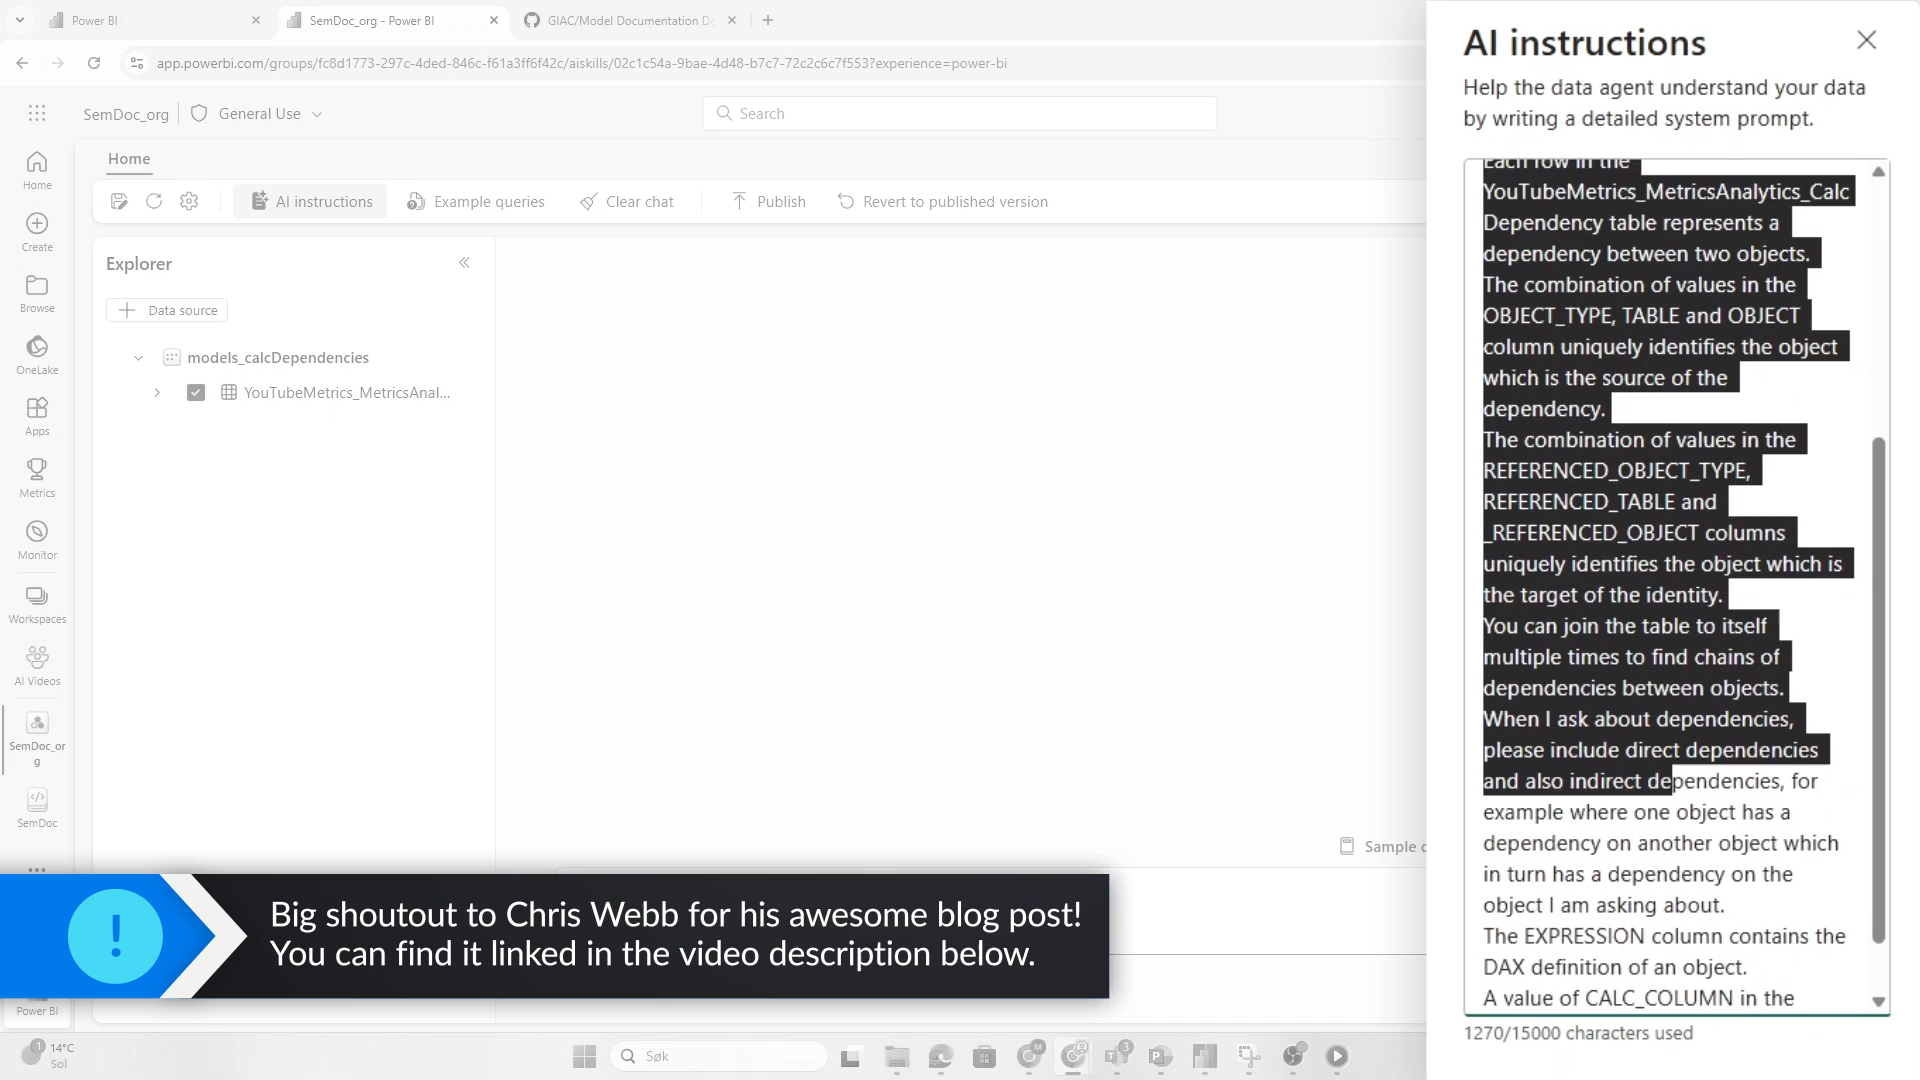 Power BI
SemDoc_org - Power BI
GIAC/Model Documentation De
app.powerbi.com/groups/fc8d1773-297c-4ded-846c-f61a3ff6f42c/aiskills/02c1c54a-9bae-4d48-b7c7-72c2c6c7f553?experience=power-bi
SemDoc_org
General Use
Search
Home
AI instructions
Example queries
Clear chat
Publish
Revert to published version
Home
Create
Browse
OneLake
Apps
Metrics
Monitor
Workspaces
AI Videos
SemDoc_or
g
SemDoc
Power BI
Explorer
Data source
models_calcDependencies
YouTubeMetrics_MetricsAnal...
Sample
Big shoutout to Chris Webb for his awesome blog post!
You can find it linked in the video description below.
AI instructions
Help the data agent understand your data
by writing a detailed system prompt.
Each row in the
YouTubeMetrics_MetricsAnalytics_Calc
Dependency table represents a
dependency between two objects.
The combination of values in the
OBJECT_TYPE, TABLE and OBJECT
column uniquely identifies the object
which is the source of the
dependency.
The combination of values in the
REFERENCED_OBJECT_TYPE,
REFERENCED_TABLE and
_REFERENCED_OBJECT columns
uniquely identifies the object which is
the target of the identity.
You can join the table to itself
multiple times to find chains of
dependencies between objects.
When I ask about dependencies,
please include direct dependencies
and also indirect dependencies, for
example where one object has a
dependency on another object which
in turn has a dependency on the
object I am asking about.
The EXPRESSION column contains the
DAX definition of an object.
A value of CALC_COLUMN in the
1270/15000 characters used
1
14°C
Sol
Søk
M
3